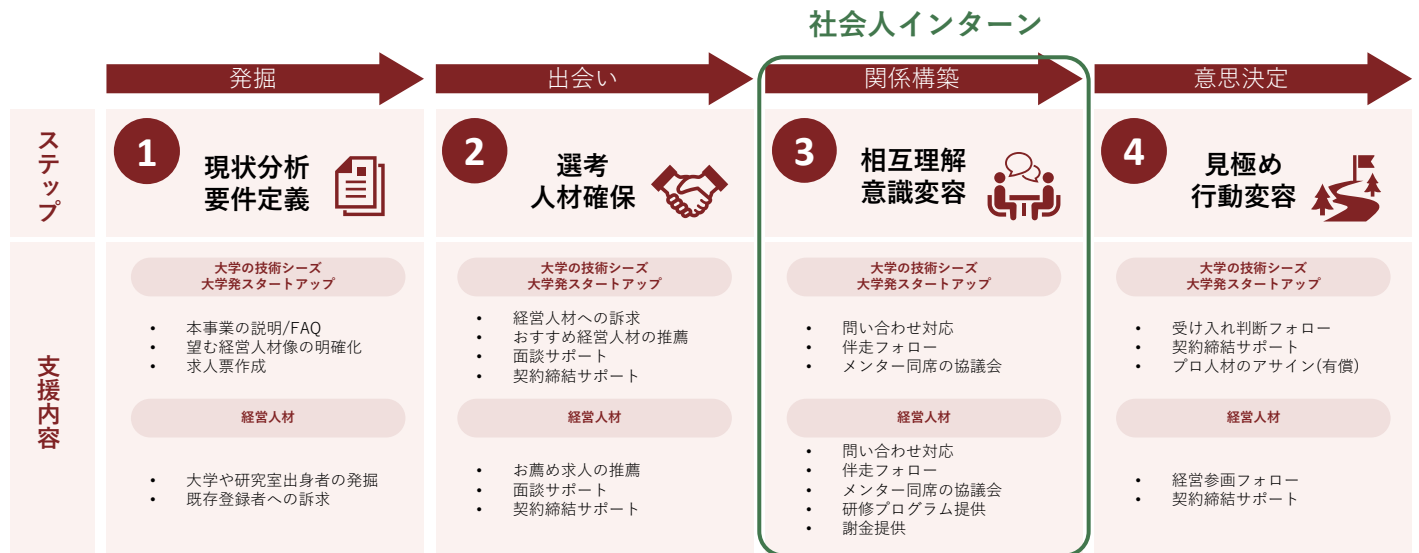 社会人インターン
発掘
出会い
関係構築
意思決定
ステップ
1
現状分析
要件定義
2
選考
人材確保
3
相互理解
意識変容
4
見極め
行動変容
支援内容
大学の技術シーズ
大学発スタートアップ
• 本事業の説明/FAQ
• 望む経営人材像の明確化
• 求人票作成
経営人材
• 大学や研究室出身者の発掘
• 既存登録者への訴求
大学の技術シーズ
大学発スタートアップ
• 経営人材への訴求
• おすすめ経営人材の推薦
• 面談サポート
• 契約締結サポート
経営人材
• お薦め求人の推薦
• 面談サポート
• 契約締結サポート
大学の技術シーズ
大学発スタートアップ
• 問い合わせ対応
• 伴走フォロー
• メンター同席の協議会
経営人材
• 問い合わせ対応
• 伴走フォロー
• メンター同席の協議会
• 研修プログラム提供
• 謝金提供
大学の技術シーズ
大学発スタートアップ
• 受け入れ判断フォロー
• 契約締結サポート
• プロ人材のアサイン(有償)
経営人材
• 経営参画フォロー
• 契約締結サポート